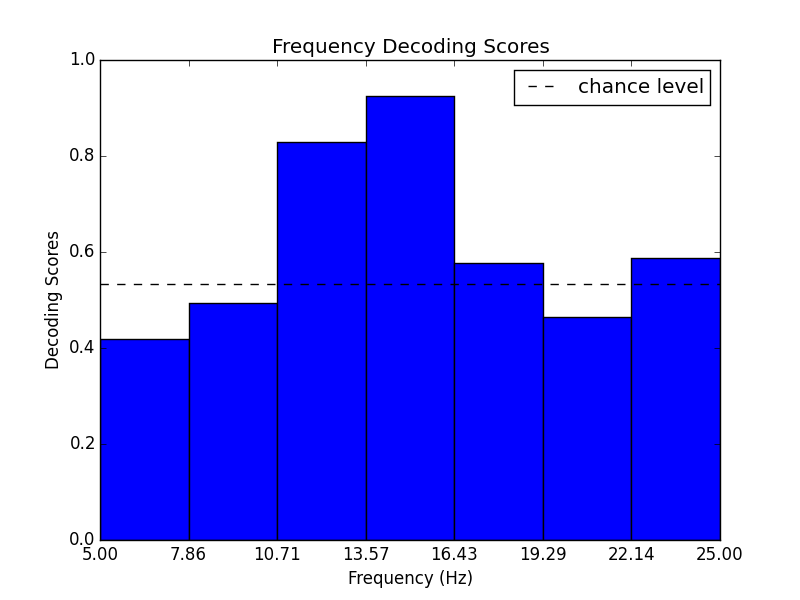 Frequency Decoding Scores
chance level
1.0
0.8
0.6
0.4
0.2
0.0
Decoding Scores
5.00 7.86 10.71 13.57 16.43 19.29 22.14 25.00
Frequency (Hz)